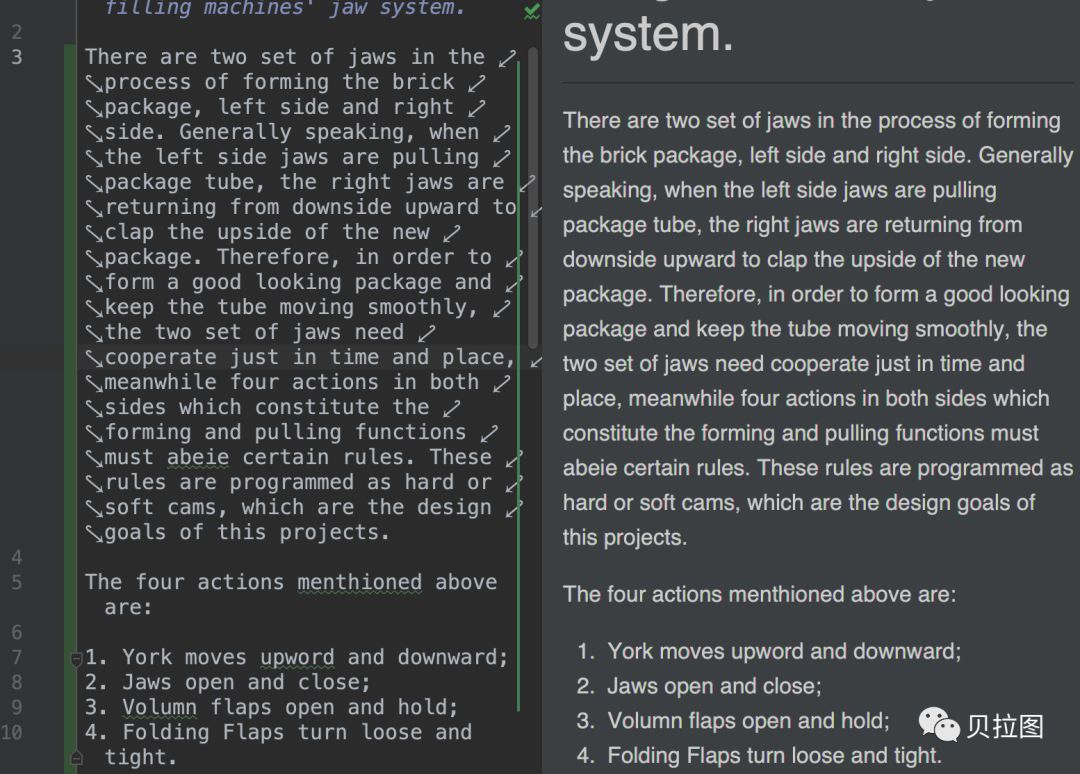 filling machines' jaw system.
2
3 There are two set of jaws in the
process of forming the brick
package, left side and right
side. Generally speaking, when
the left side jaws are pulling
package tube, the right jaws are
returning from downside upward to
clap the upside of the new
package. Therefore, in order to
form a good looking package and
keep the tube moving smoothly,
the two set of jaws need
cooperate just in time and place,
meanwhile four actions in both
sides which constitute the
forming and pulling functions
must abeie certain rules. These
rules are programmed as hard or
soft cams, which are the design
goals of this projects.
4
5 The four actions menthioned above
are:
6
7 1. York moves upword and downward;
8 2. Jaws open and close;
9 3. Volumn flaps open and hold;
10 4. Folding Flaps turn loose and
tight.
system.
There are two set of jaws in the process of forming
the brick package, left side and right side. Generally
speaking, when the left side jaws are pulling
package tube, the right jaws are returning from
downside upward to clap the upside of the new
package. Therefore, in order to form a good looking
package and keep the tube moving smoothly, the
two set of jaws need cooperate just in time and
place, meanwhile four actions in both sides which
constitute the forming and pulling functions must
abeie certain rules. These rules are programmed as
hard or soft cams, which are the design goals of
this projects.
The four actions menthioned above are:
1. York moves upword and downward;
2. Jaws open and close;
3. Volumn flaps open and hold;
4. Folding Flaps turn loose and tight.
贝拉图